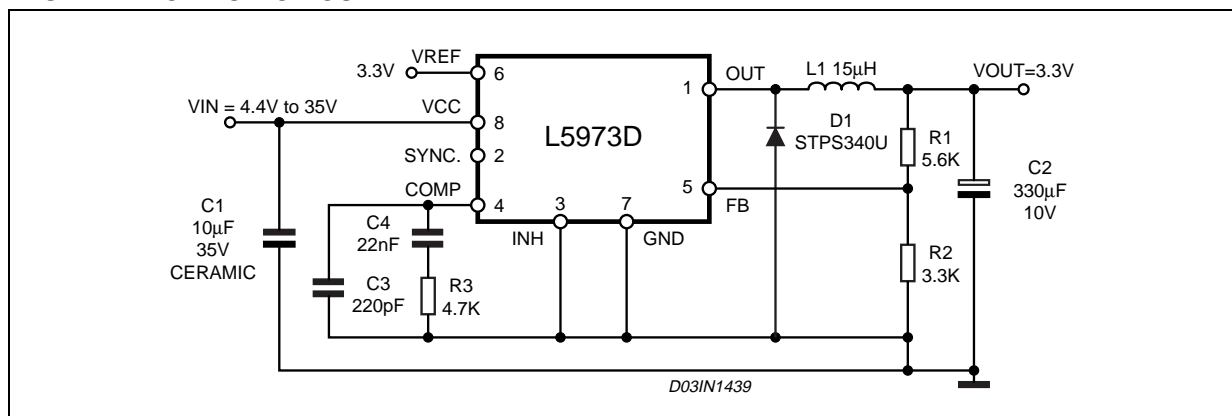 VREF
3.3V
6
OUT
1
L1 15μH
VOUT=3.3V
VIN = 4.4V to 35V
VCC
8
L5973D
D1
STPS340U
R1
5.6K
SYNC.
2
C2
330μF
10V
COMP
4
5
FB
3
7
INH
GND
C1
10μF
35V
CERAMIC
C4
22nF
C3
220pF
R3
4.7K
R2
3.3K
D03IN1439